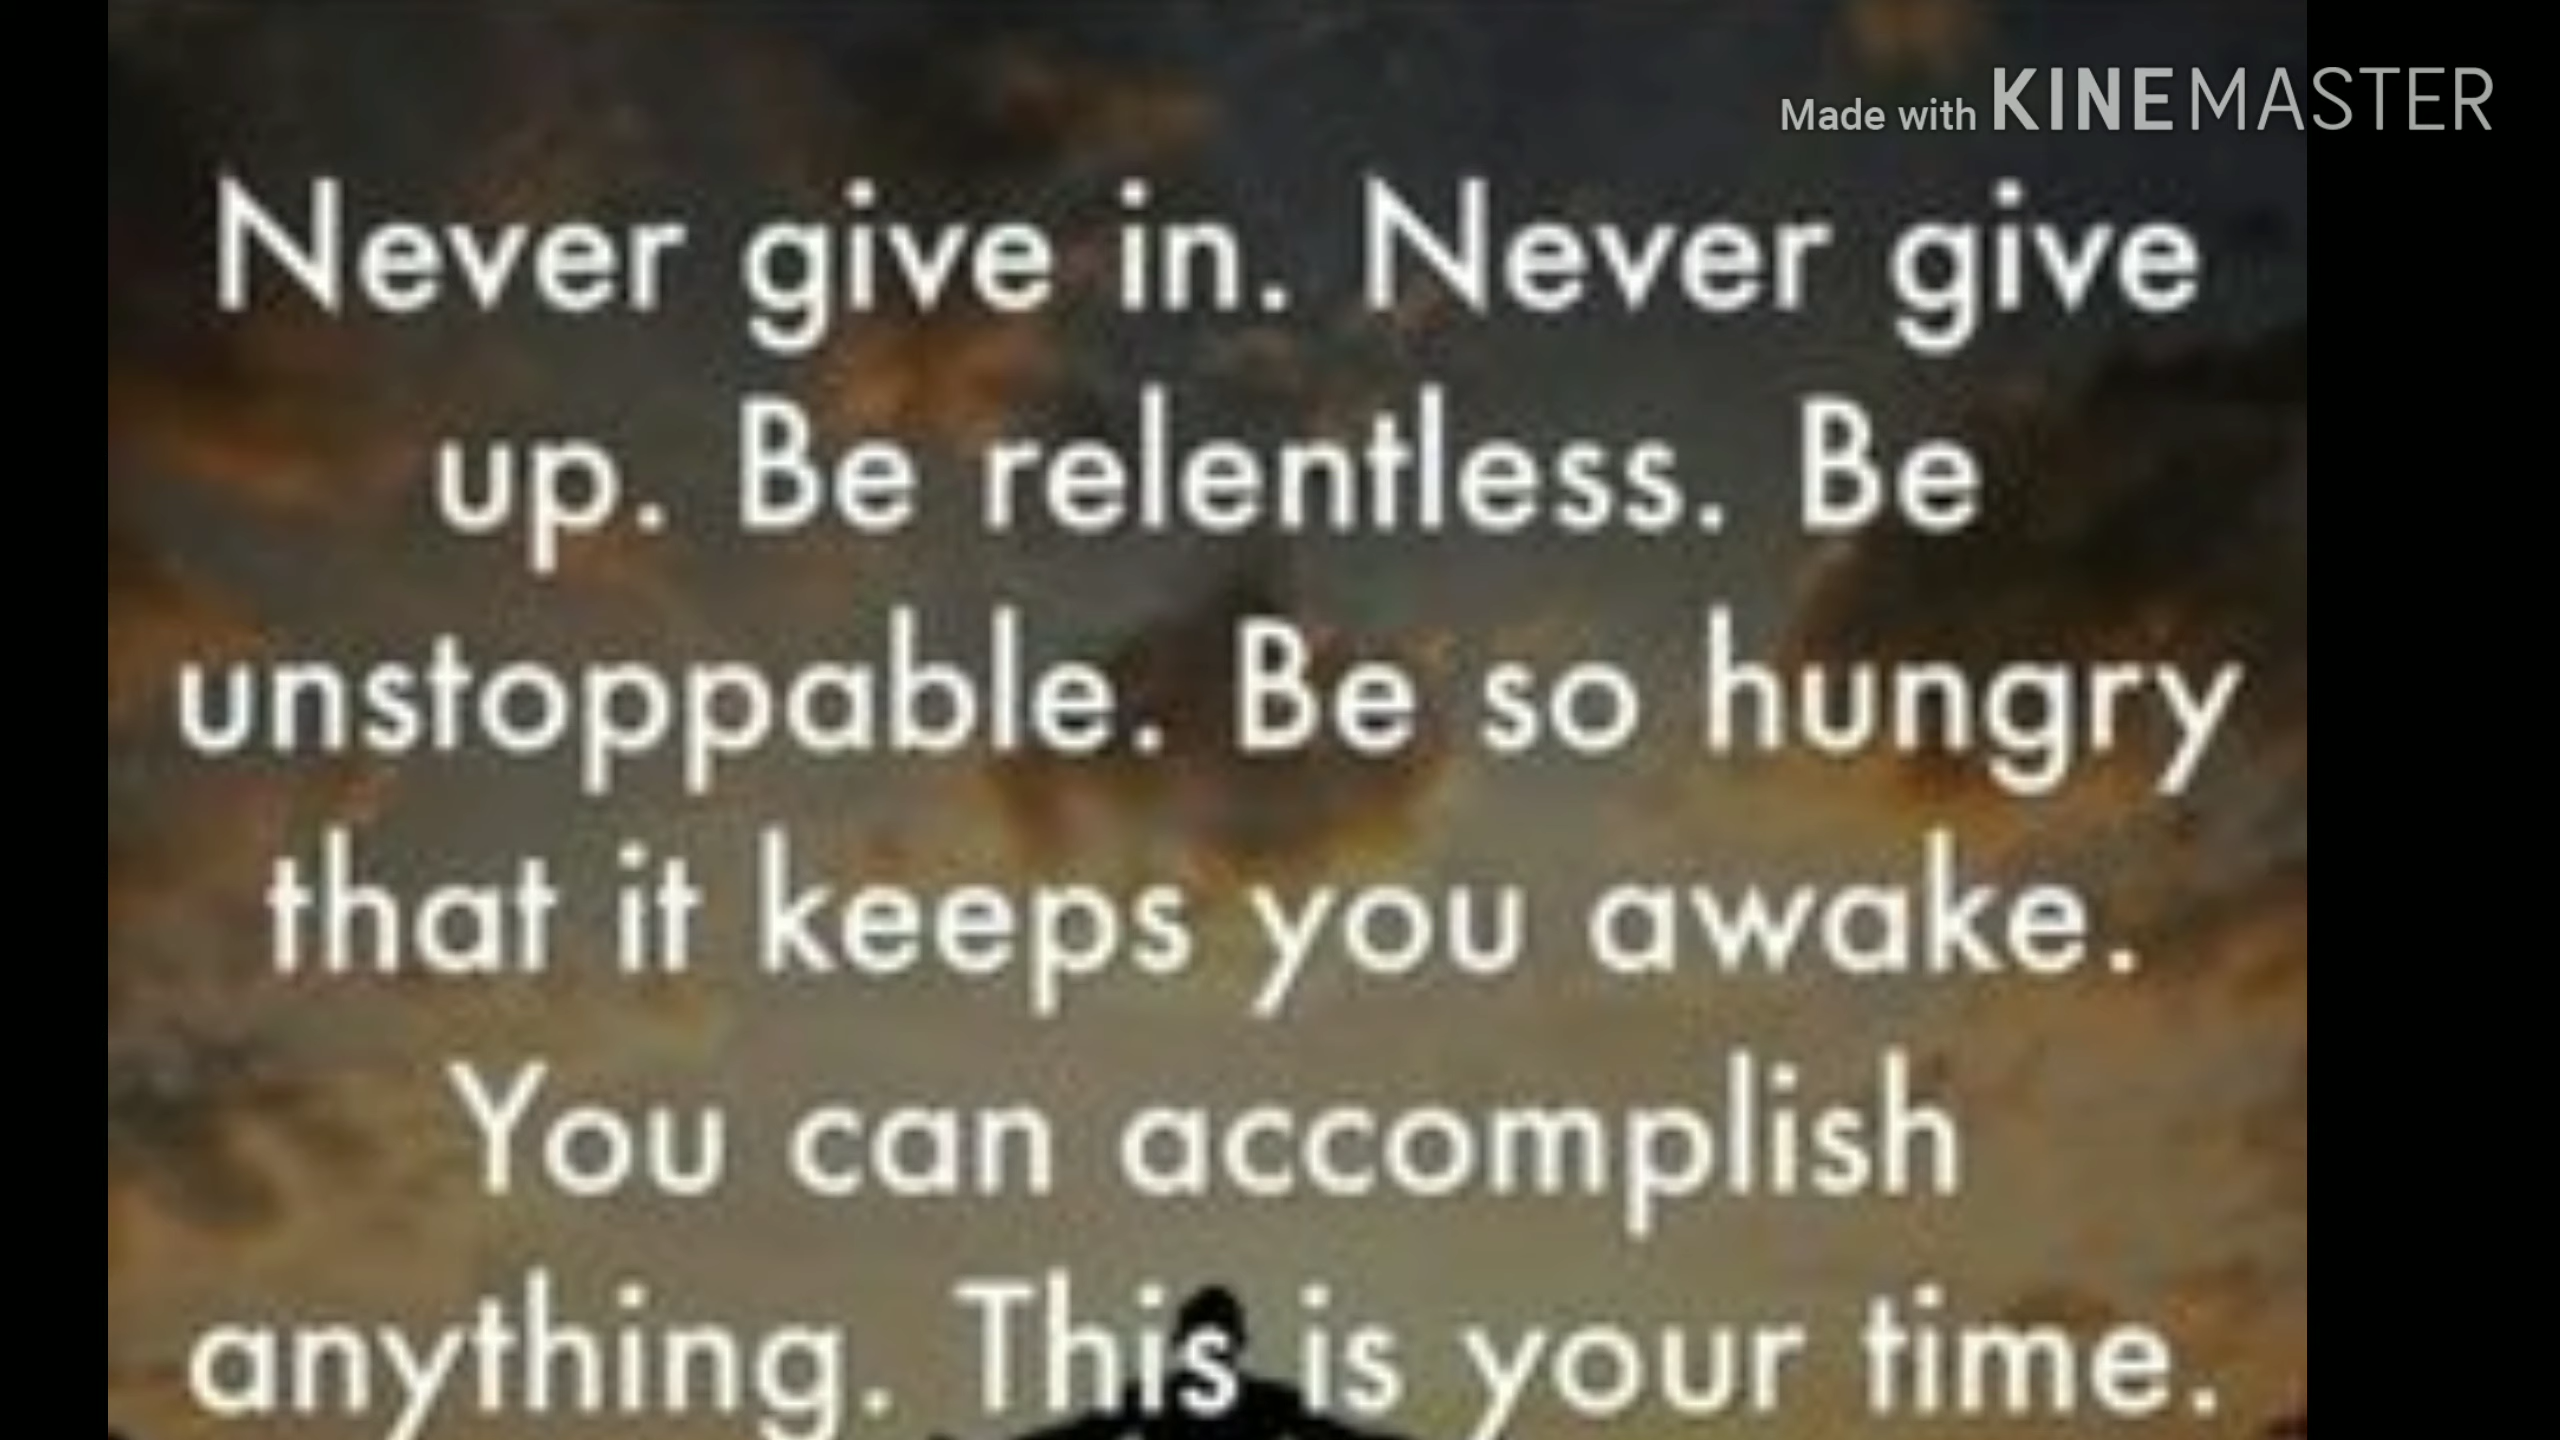 Made with KINEMASTER
Never give in. Never give
up. Be relentless. Be
unstoppable. Be so hungry
that it keeps you awake.
You can accomplish
anything. This is your time.